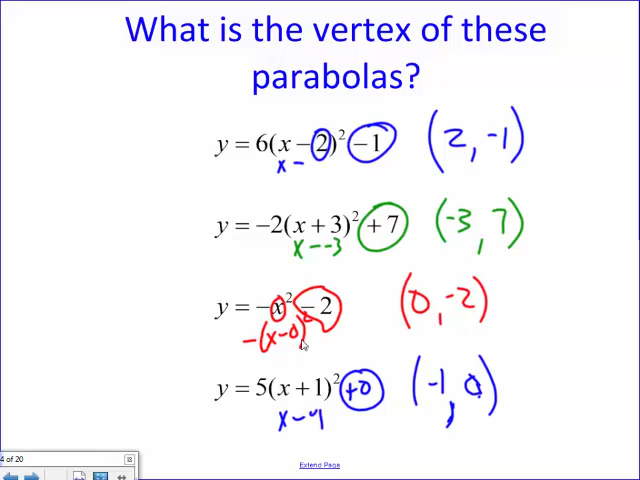 What is the vertex of these
parabolas?
y = 6(x − 2)² − 1 (2, -1)
x -
y = −2(x + 3)² + 7 (-3, 7)
x - -3
y = −x² − 2 (0, -2)
-(x-0)²
y = 5(x + 1)² +0 (-1, 0)
x - -1
4 of 20
Extend Page